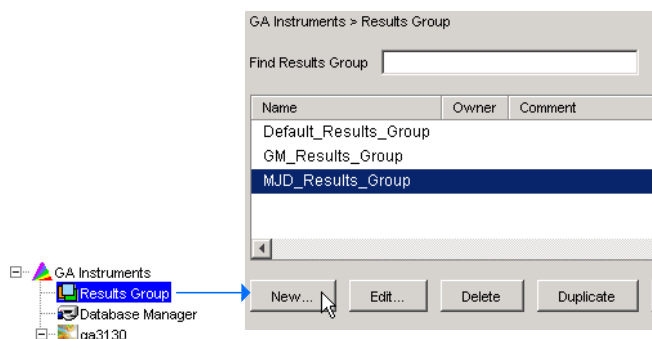 GA Instruments > Results Group
Find Results Group
Name Owner Comment
Default_Results_Group
GM_Results_Group
MJD_Results_Group
New... Edit... Delete Duplicate
GA Instruments
Results Group
Database Manager
ga3130